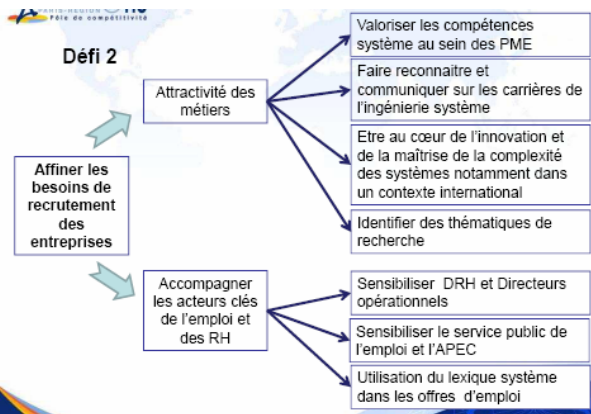 Pôle de compétitivité
Défi 2
Affiner les
besoins de
recrutement
des
entreprises
Attractivité des
métiers
Valoriser les compétences
système au sein des PME
Faire reconnaitre et
communiquer sur les carrières de
l'ingénierie système
Etre au cœur de l'innovation et
de la maîtrise de la complexité
des systèmes notamment dans
un contexte international
Identifier des thématiques de
recherche
Accompagner
les acteurs clés
de l'emploi et
des RH
Sensibiliser DRH et Directeurs
opérationnels
Sensibiliser le service public de
l'emploi et l'APEC
Utilisation du lexique système
dans les offres d'emploi